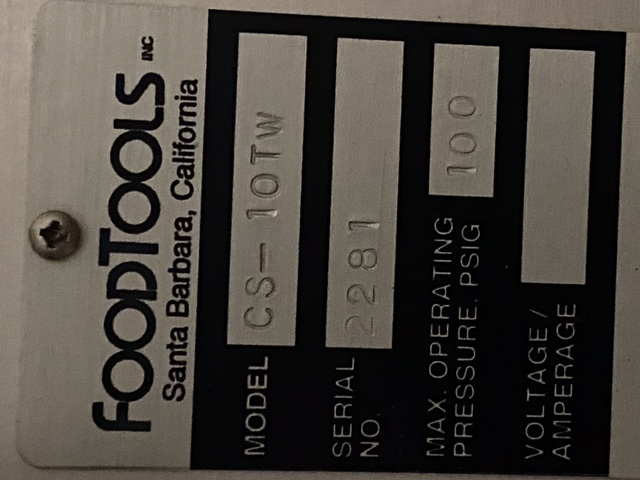 FOODTOOLS INC
Santa Barbara, California
MODEL CS-10TW
SERIAL NO. 2281
MAX. OPERATING
PRESSURE. PSIG 100
VOLTAGE/
AMPERAGE